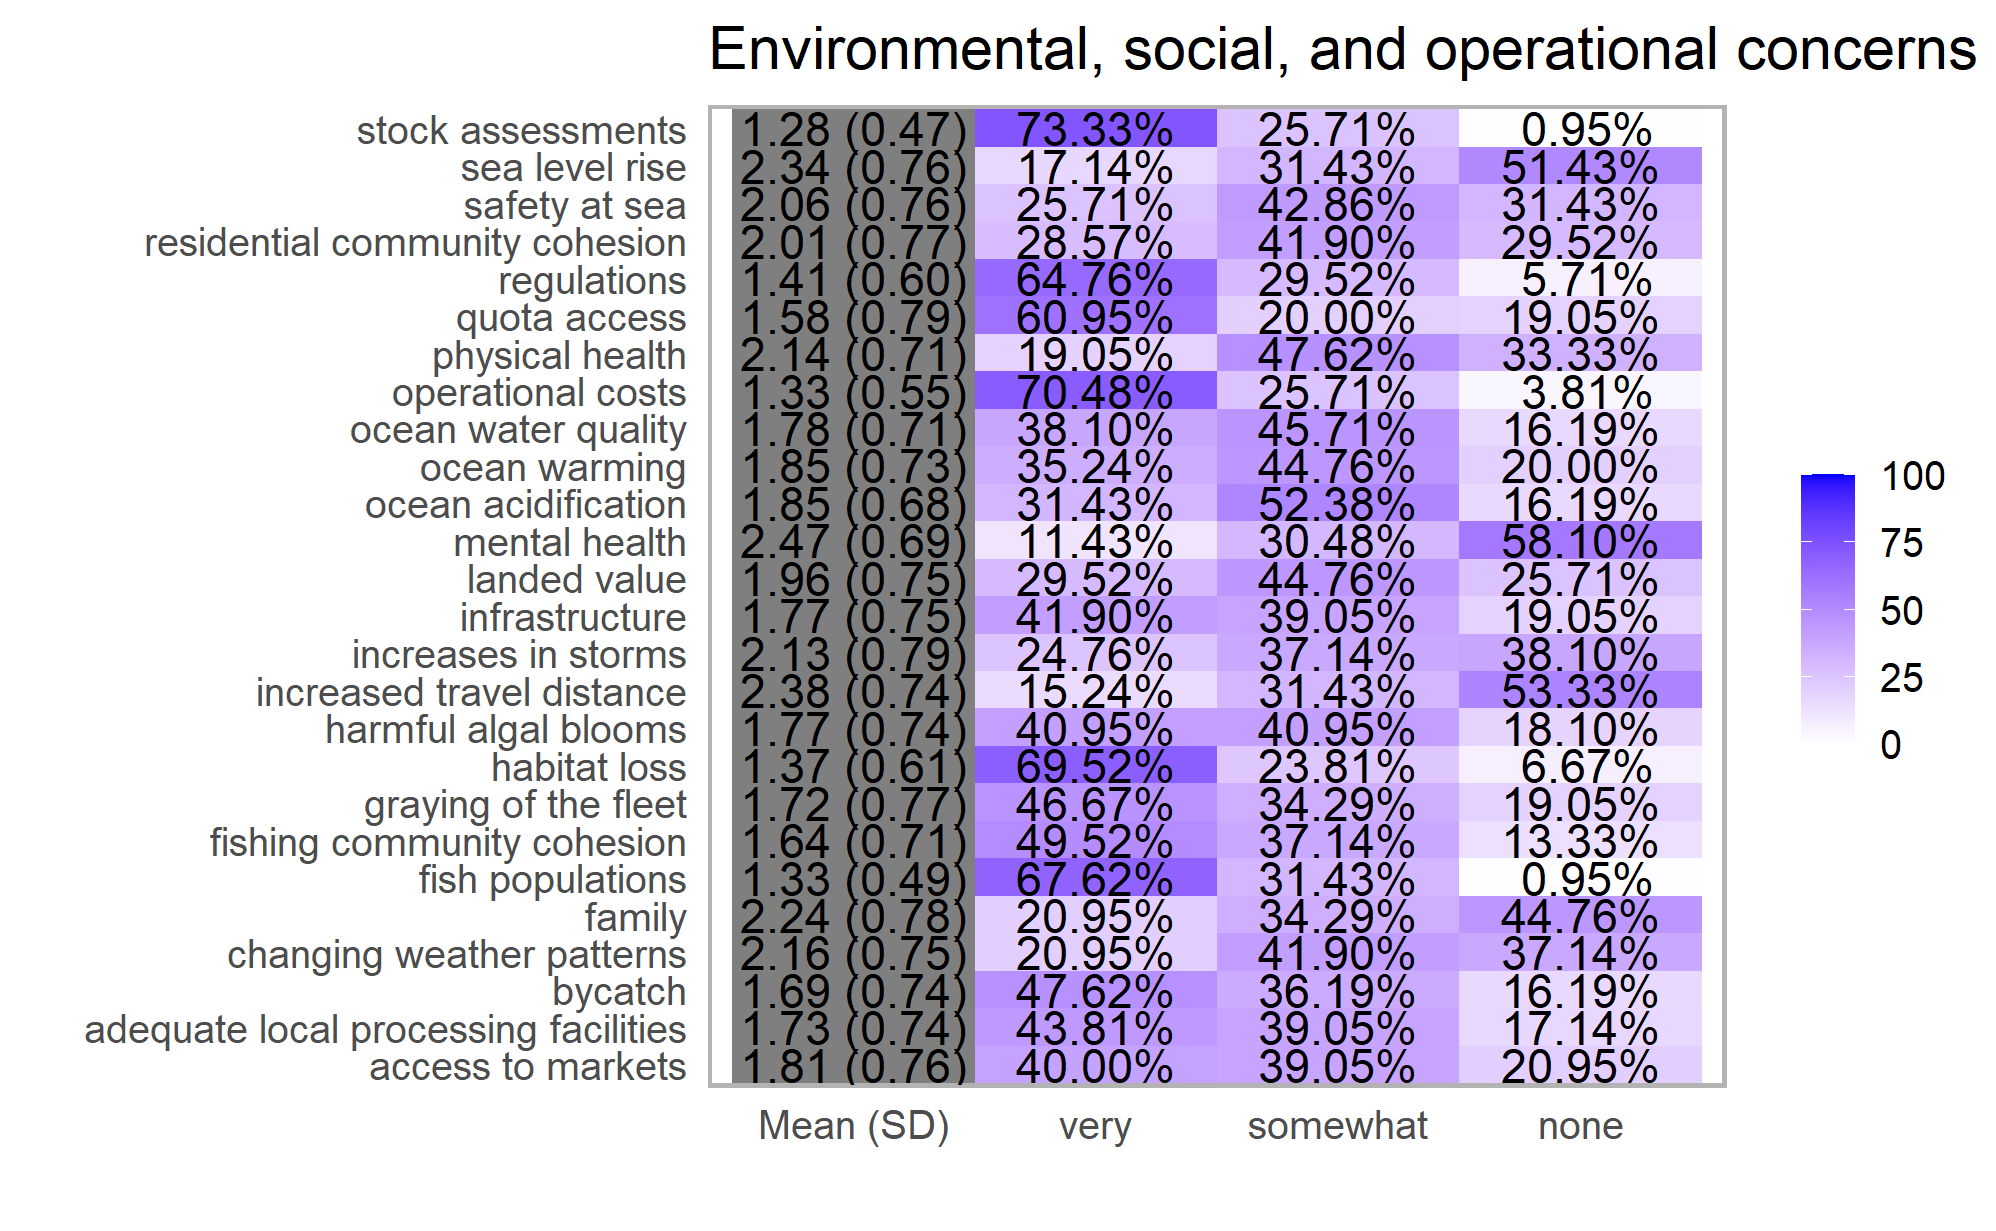 Environmental, social, and operational concerns
stock assessments 1.28 (0.47) 73.33% 25.71% 0.95%
sea level rise 2.34 (0.76) 17.14% 31.43% 51.43%
safety at sea 2.06 (0.76) 25.71% 42.86% 31.43%
residential community cohesion 2.01 (0.77) 28.57% 41.90% 29.52%
regulations 1.41 (0.60) 64.76% 29.52% 5.71%
quota access 1.58 (0.79) 60.95% 20.00% 19.05%
physical health 2.14 (0.71) 19.05% 47.62% 33.33%
operational costs 1.33 (0.55) 70.48% 25.71% 3.81%
ocean water quality 1.78 (0.71) 38.10% 45.71% 16.19%
ocean warming 1.85 (0.73) 35.24% 44.76% 20.00%
ocean acidification 1.85 (0.68) 31.43% 52.38% 16.19%
mental health 2.47 (0.69) 11.43% 30.48% 58.10%
landed value 1.96 (0.75) 29.52% 44.76% 25.71%
infrastructure 1.77 (0.75) 41.90% 39.05% 19.05%
increases in storms 2.13 (0.79) 24.76% 37.14% 38.10%
increased travel distance 2.38 (0.74) 15.24% 31.43% 53.33%
harmful algal blooms 1.77 (0.74) 40.95% 40.95% 18.10%
habitat loss 1.37 (0.61) 69.52% 23.81% 6.67%
graying of the fleet 1.72 (0.77) 46.67% 34.29% 19.05%
fishing community cohesion 1.64 (0.71) 49.52% 37.14% 13.33%
fish populations 1.33 (0.49) 67.62% 31.43% 0.95%
family 2.24 (0.78) 20.95% 34.29% 44.76%
changing weather patterns 2.16 (0.75) 20.95% 41.90% 37.14%
bycatch 1.69 (0.74) 47.62% 36.19% 16.19%
adequate local processing facilities 1.73 (0.74) 43.81% 39.05% 17.14%
access to markets 1.81 (0.76) 40.00% 39.05% 20.95%
Mean (SD) very somewhat none
100
75
50
25
0